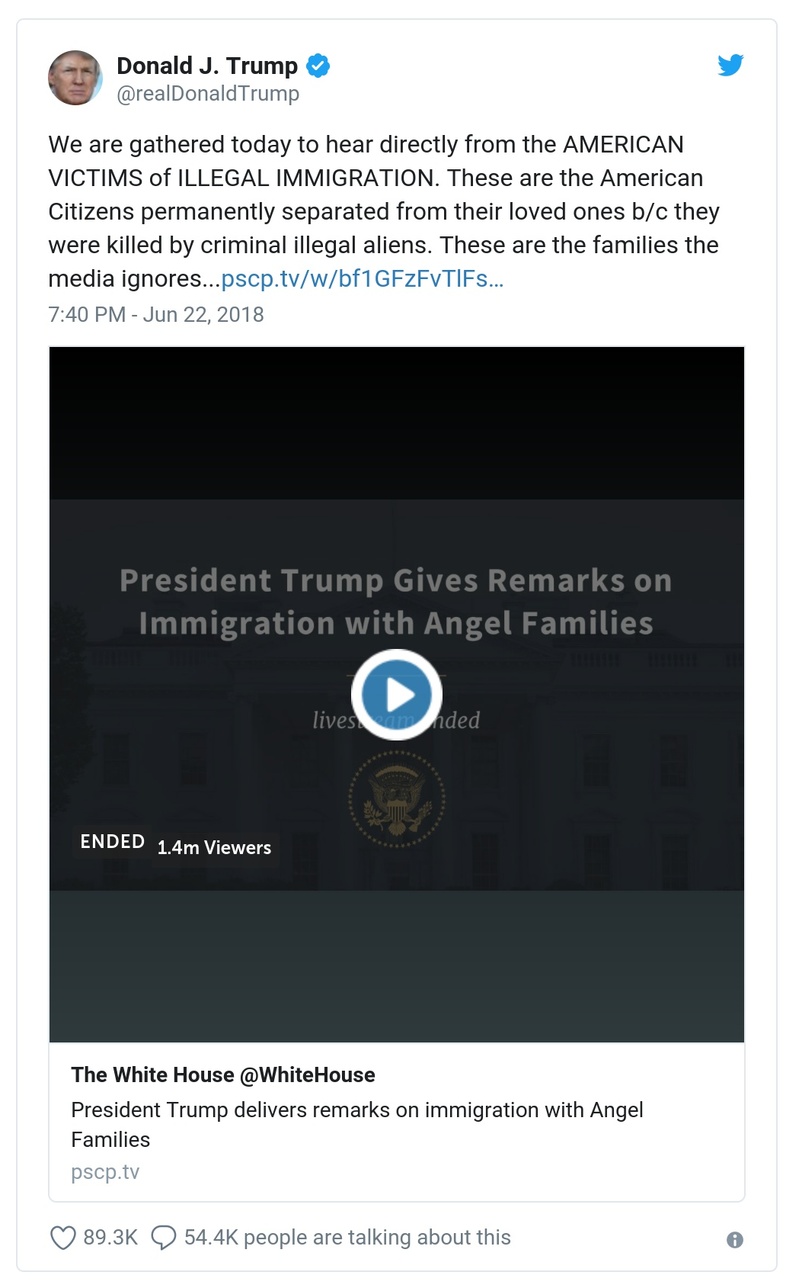 Donald J. Trump
@realDonaldTrump
We are gathered today to hear directly from the AMERICAN
VICTIMS of ILLEGAL IMMIGRATION. These are the American
Citizens permanently separated from their loved ones b/c they
were killed by criminal illegal aliens. These are the families the
media ignores...pscp.tv/w/bf1GFzFvTlFs…
7:40 PM - Jun 22, 2018
President Trump Gives Remarks on
Immigration with Angel Families
ENDED 1.4m Viewers
The White House @WhiteHouse
President Trump delivers remarks on immigration with Angel
Families
pscp.tv
89.3K 54.4K people are talking about this